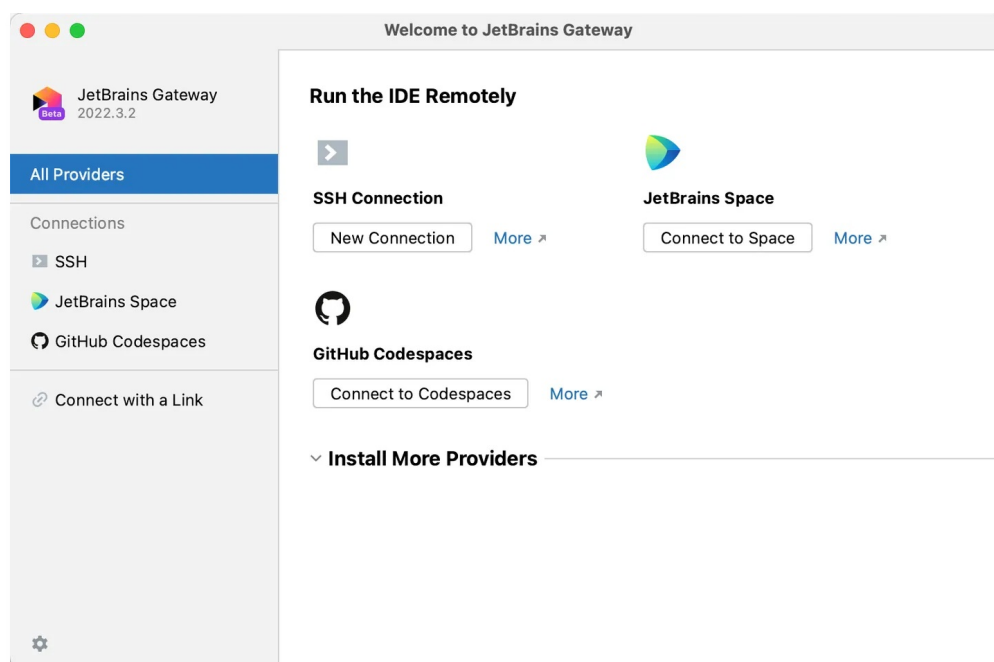 Welcome to JetBrains Gateway
JetBrains Gateway
Beta
2022.3.2
All Providers
Connections
SSH
JetBrains Space
GitHub Codespaces
Connect with a Link
Run the IDE Remotely
SSH Connection
New Connection More
JetBrains Space
Connect to Space More
GitHub Codespaces
Connect to Codespaces More
Install More Providers